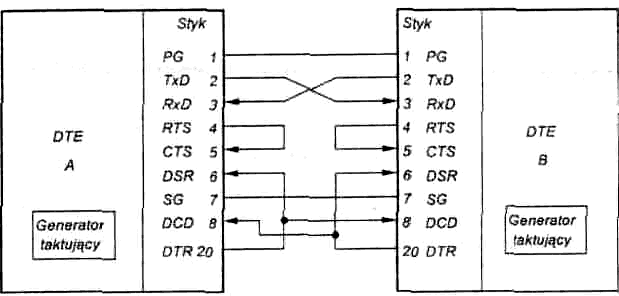 Styk Styk
PG 1 1 PG
TxD 2 2 TxD
RxD 3 3 RxD
RTS 4 4 RTS
DTE A CTS 5 5 CTS DTE B
DSR 6 6 DSR
SG 7 7 SG
DCD 8 8 DCD
Generator taktujący Generator taktujący
DTR 20 20 DTR